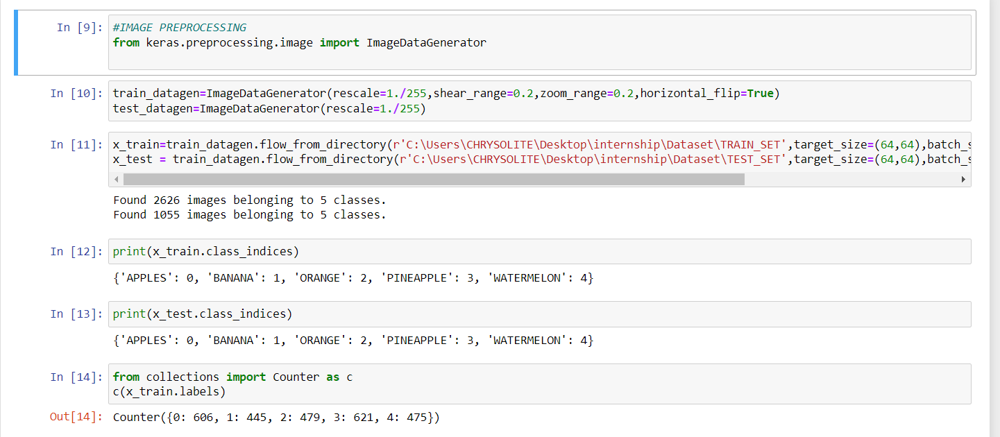 In [9]: #IMAGE PREPROCESSING
from keras.preprocessing.image import ImageDataGenerator
In [10]: train_datagen=ImageDataGenerator(rescale=1./255,shear_range=0.2,zoom_range=0.2,horizontal_flip=True)
test_datagen=ImageDataGenerator(rescale=1./255)
In [11]: x_train=train_datagen.flow_from_directory(r'C:\Users\CHRYSOLITE\Desktop\internship\Dataset\TRAIN_SET',target_size=(64,64),batch_s
x_test = train_datagen.flow_from_directory(r'C:\Users\CHRYSOLITE\Desktop\internship\Dataset\TEST_SET',target_size=(64,64),batch_s
Found 2626 images belonging to 5 classes.
Found 1055 images belonging to 5 classes.
In [12]: print(x_train.class_indices)
{'APPLES': 0, 'BANANA': 1, 'ORANGE': 2, 'PINEAPPLE': 3, 'WATERMELON': 4}
In [13]: print(x_test.class_indices)
{'APPLES': 0, 'BANANA': 1, 'ORANGE': 2, 'PINEAPPLE': 3, 'WATERMELON': 4}
In [14]: from collections import Counter as c
c(x_train.labels)
Out[14]: Counter({0: 606, 1: 445, 2: 479, 3: 621, 4: 475})